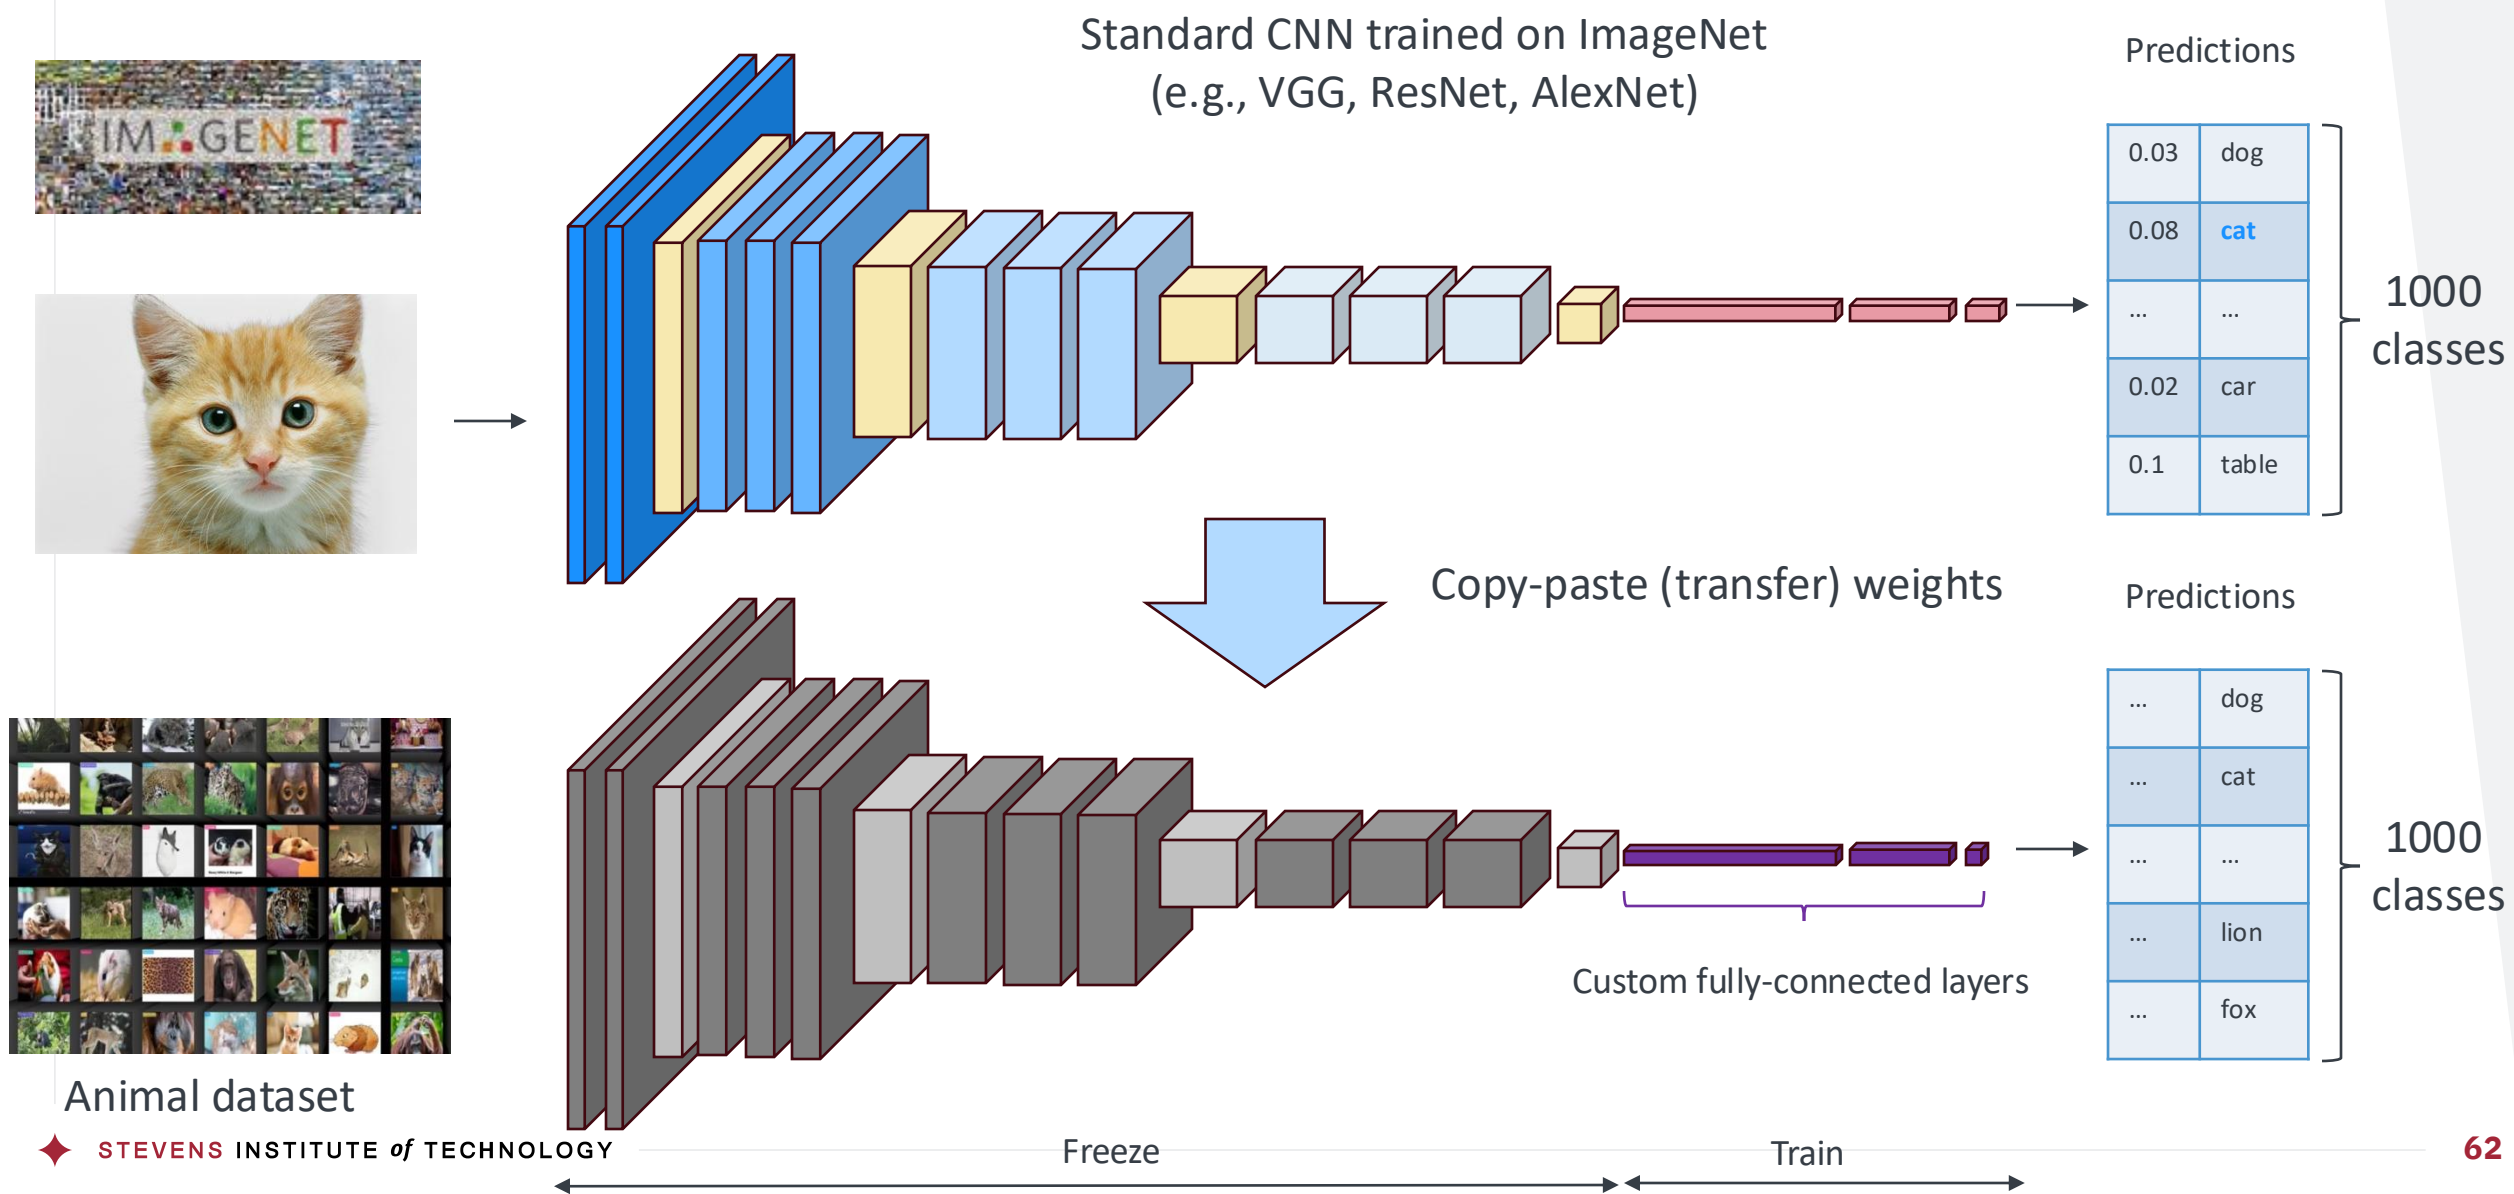 Standard CNN trained on ImageNet
(e.g., VGG, ResNet, AlexNet)
IMAGENET
Predictions
0.03 dog
0.08 cat
... ...
0.02 car
0.1 table
1000
classes
Copy-paste (transfer) weights
Predictions
... dog
... cat
... ...
... lion
... fox
1000
classes
Custom fully-connected layers
Animal dataset
STEVENS INSTITUTE of TECHNOLOGY
Freeze
Train
62